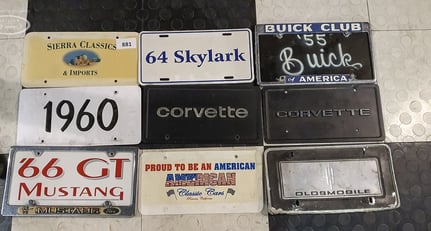 SIERRA CLASSICS
& IMPORTS
881
64 Skylark
BUICK CLUB
'55
Buick
of AMERICA
1960
corvette
CORVETTE
'66 GT
MUSTANG
MUSTANG
PROUD TO BE AN AMERICAN
AMERICAN
Classic Cars
OLDSMOBILE